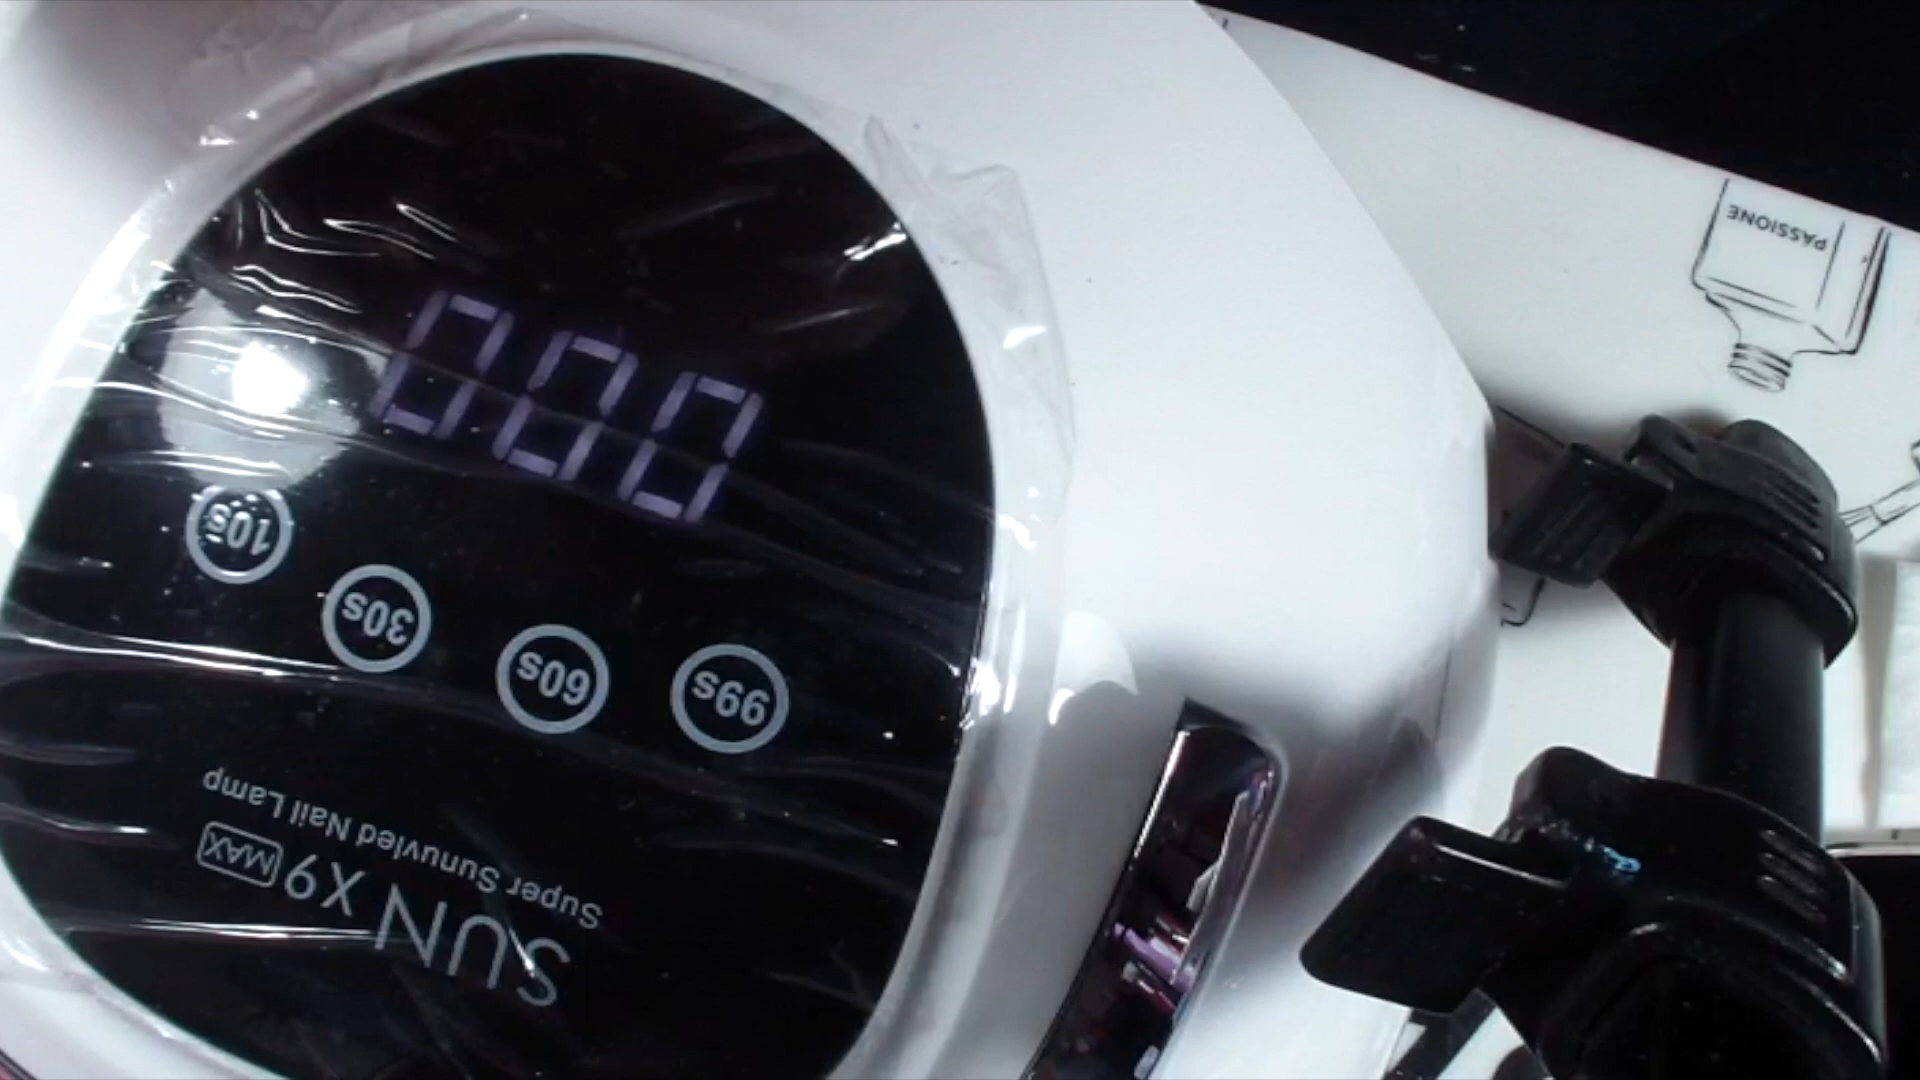 SUN X9 MAX
Super Sunuvled Nail Lamp
99s
60s
30s
10s
000
PASSIONE